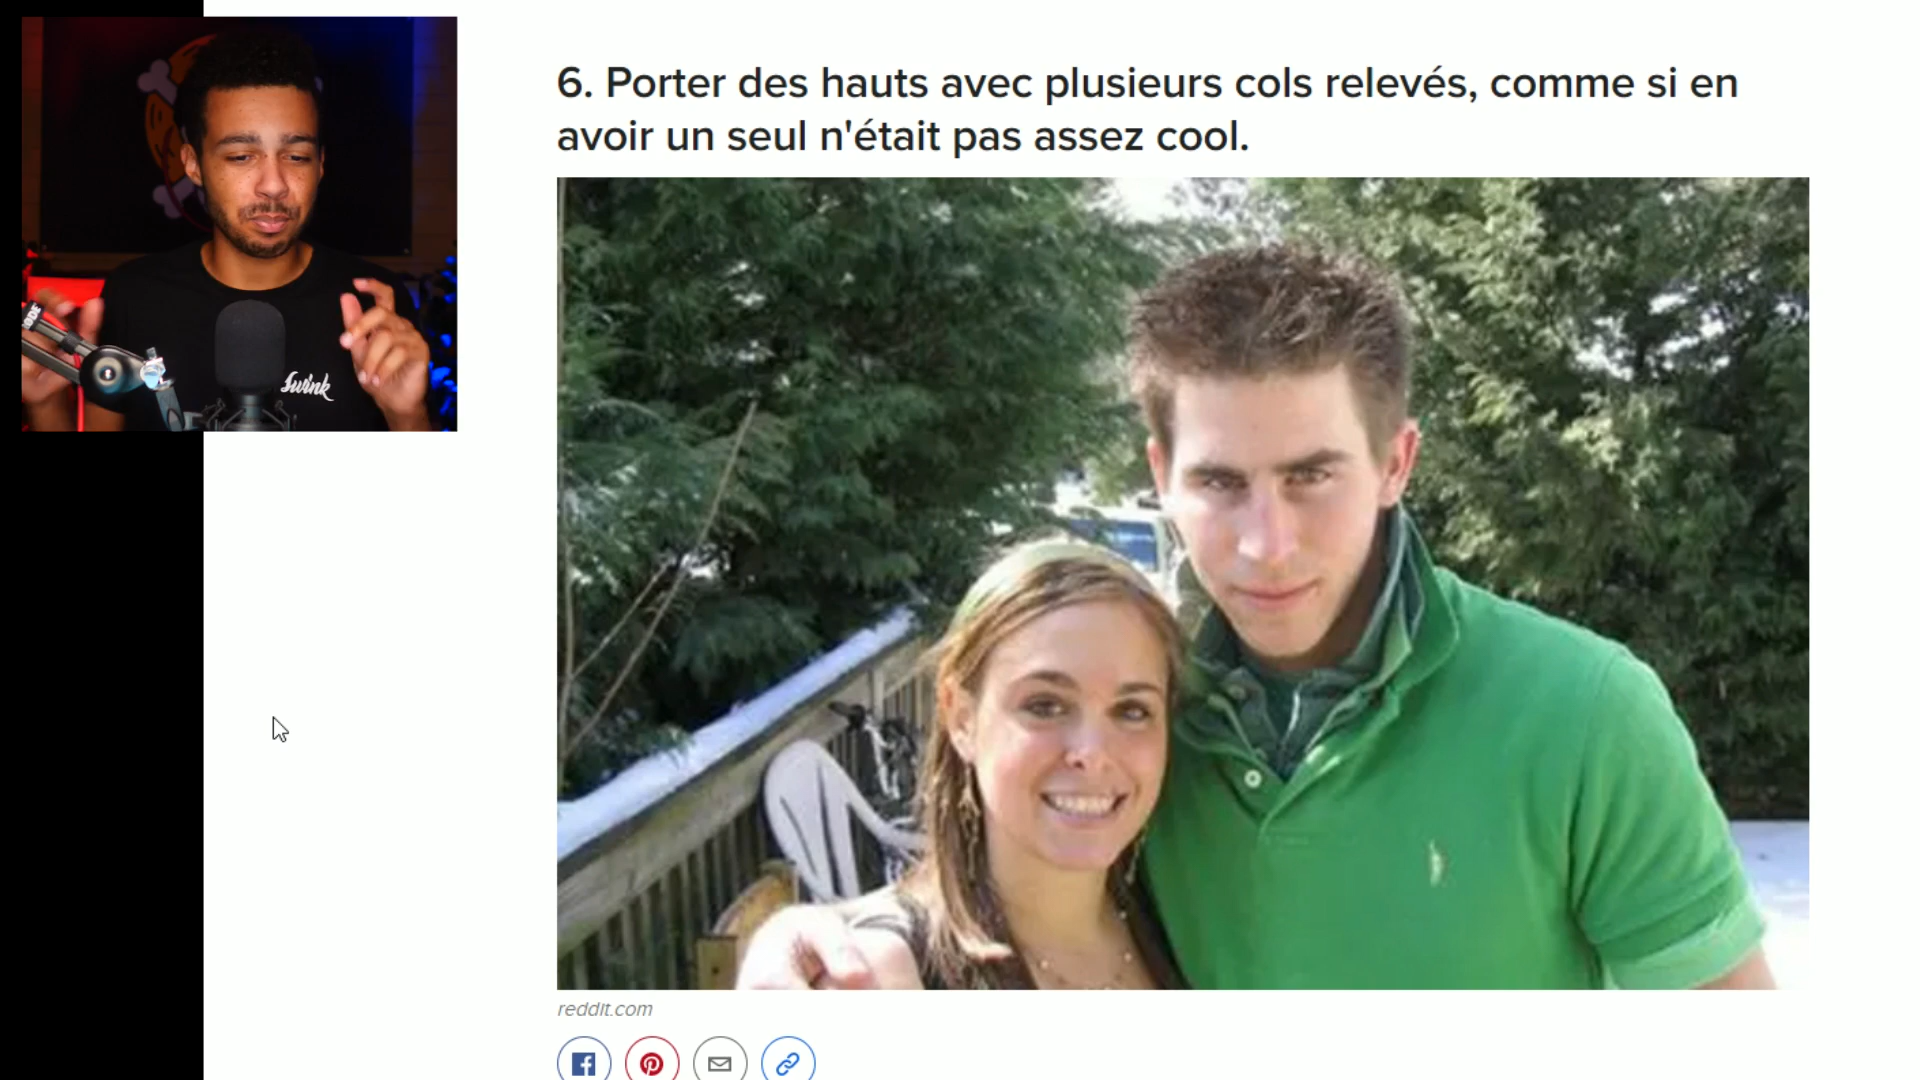 6. Porter des hauts avec plusieurs cols relevés, comme si en
avoir un seul n'était pas assez cool.
RODE
Swink
reddit.com